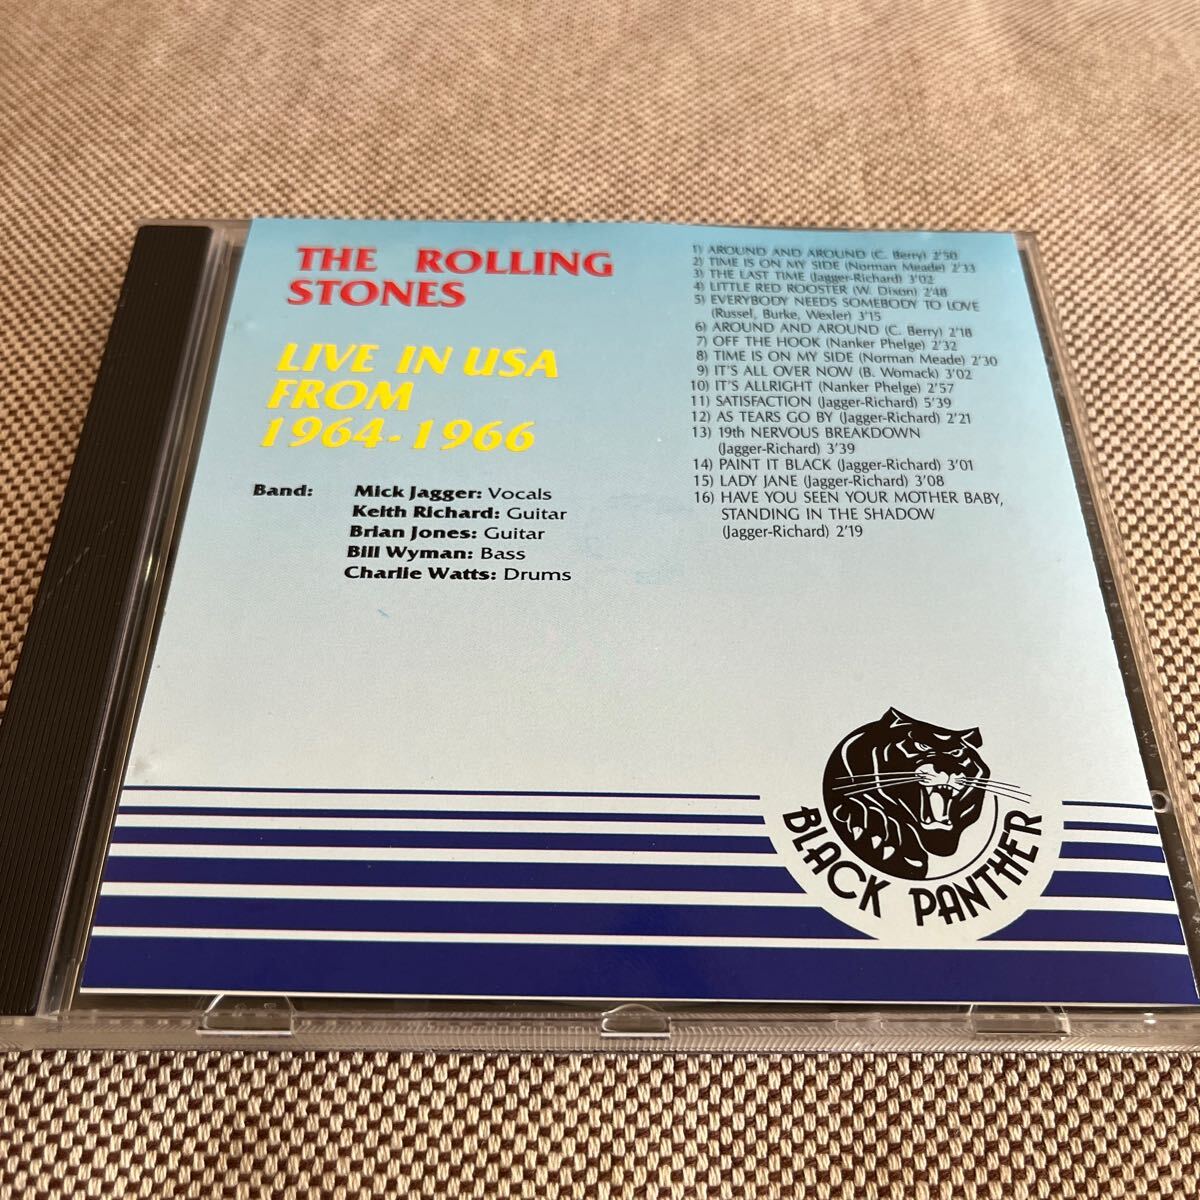 THE ROLLING
STONES
LIVE IN USA
FROM
1964-1966
Band: Mick Jagger: Vocals
Keith Richard: Guitar
Brian Jones: Guitar
Bill Wyman: Bass
Charlie Watts: Drums
1) AROUND AND AROUND (C. Berry) 2'50
2) TIME IS ON MY SIDE (Norman Meade) 2'33
3) THE LAST TIME (Jagger-Richard) 3'02
4) LITTLE RED ROOSTER (W. Dixon) 2'48
5) EVERYBODY NEEDS SOMEBODY TO LOVE
(Russel, Burke, Wexler) 3'15
6) AROUND AND AROUND (C. Berry) 2'18
7) OFF THE HOOK (Nanker Phelge) 2'32
8) TIME IS ON MY SIDE (Norman Meade) 2'30
9) IT'S ALL OVER NOW (B. Womack) 3'02
10) IT'S ALLRIGHT (Nanker Phelge) 2'57
11) SATISFACTION (Jagger-Richard) 5'39
12) AS TEARS GO BY (Jagger-Richard) 2'21
13) 19th NERVOUS BREAKDOWN
(Jagger-Richard) 3'39
14) PAINT IT BLACK (Jagger-Richard) 3'01
15) LADY JANE (Jagger-Richard) 3'08
16) HAVE YOU SEEN YOUR MOTHER BABY,
STANDING IN THE SHADOW
(Jagger-Richard) 2'19
BLACK PANTHER